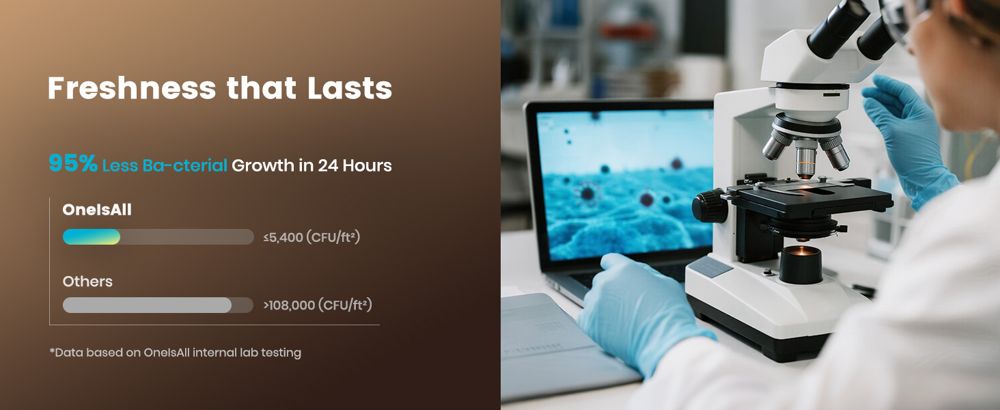 Freshness that Lasts
95% Less Ba-cterial Growth in 24 Hours
OneIsAll
≤5,400 (CFU/ft²)
Others
>108,000 (CFU/ft²)
*Data based on OneIsAll internal lab testing